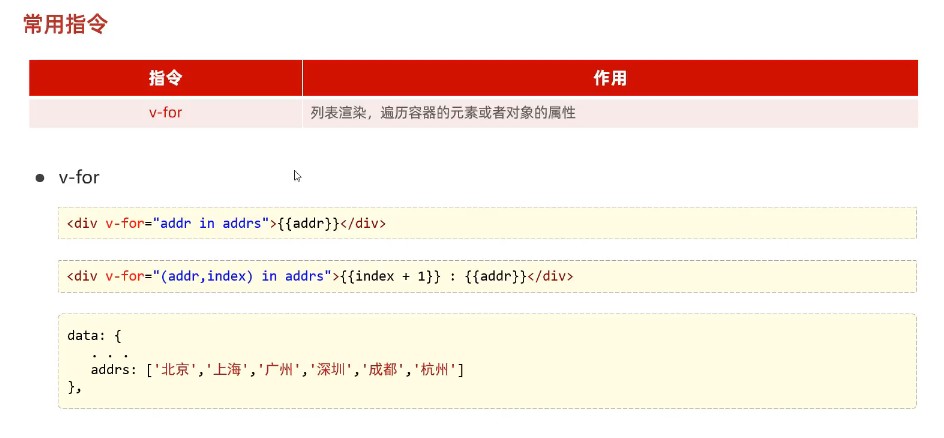 常用指令
指令 作用
v-for 列表渲染，遍历容器的元素或者对象的属性
● v-for
<div v-for="addr in addrs">{{addr}}</div>
<div v-for="(addr,index) in addrs">{{index + 1}} : {{addr}}</div>
data: {
. . .
addrs: ['北京','上海','广州','深圳','成都','杭州']
},